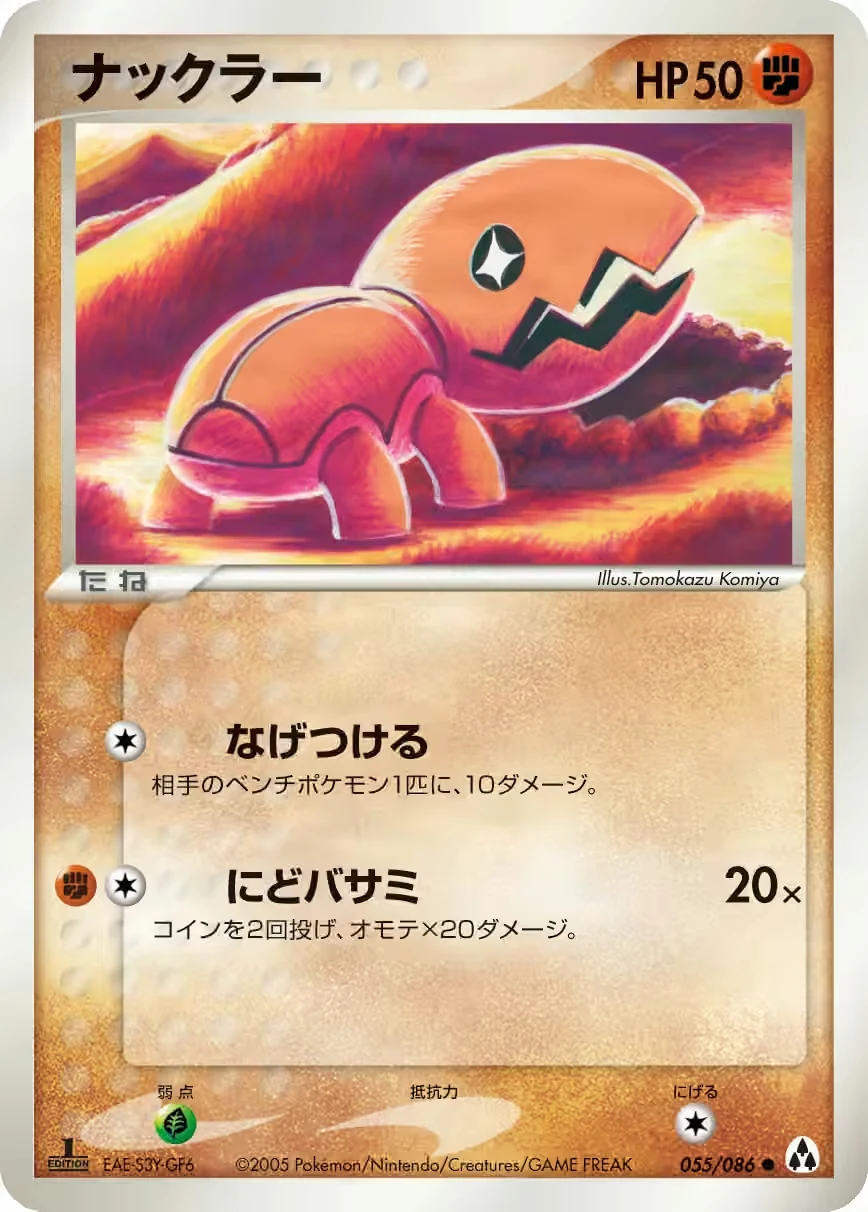 ナックラー
HP50
たね
Illus.Tomokazu Komiya
なげつける
相手のベンチポケモン1匹に、10ダメージ。
にどバサミ 20×
コインを2回投げ、オモテ×20ダメージ。
弱点 抵抗力 にげる
1 EDITION EAE-S3Y-GF6 ©2005 Pokémon/Nintendo/Creatures/GAME FREAK 055/086 ●